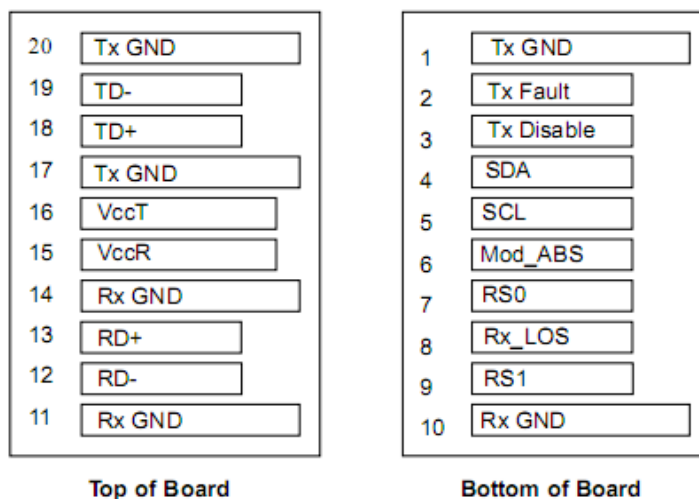 20 Tx GND
19 TD-
18 TD+
17 Tx GND
16 VccT
15 VccR
14 Rx GND
13 RD+
12 RD-
11 Rx GND
Top of Board
1 Tx GND
2 Tx Fault
3 Tx Disable
4 SDA
5 SCL
6 Mod_ABS
7 RS0
8 Rx_LOS
9 RS1
10 Rx GND
Bottom of Board